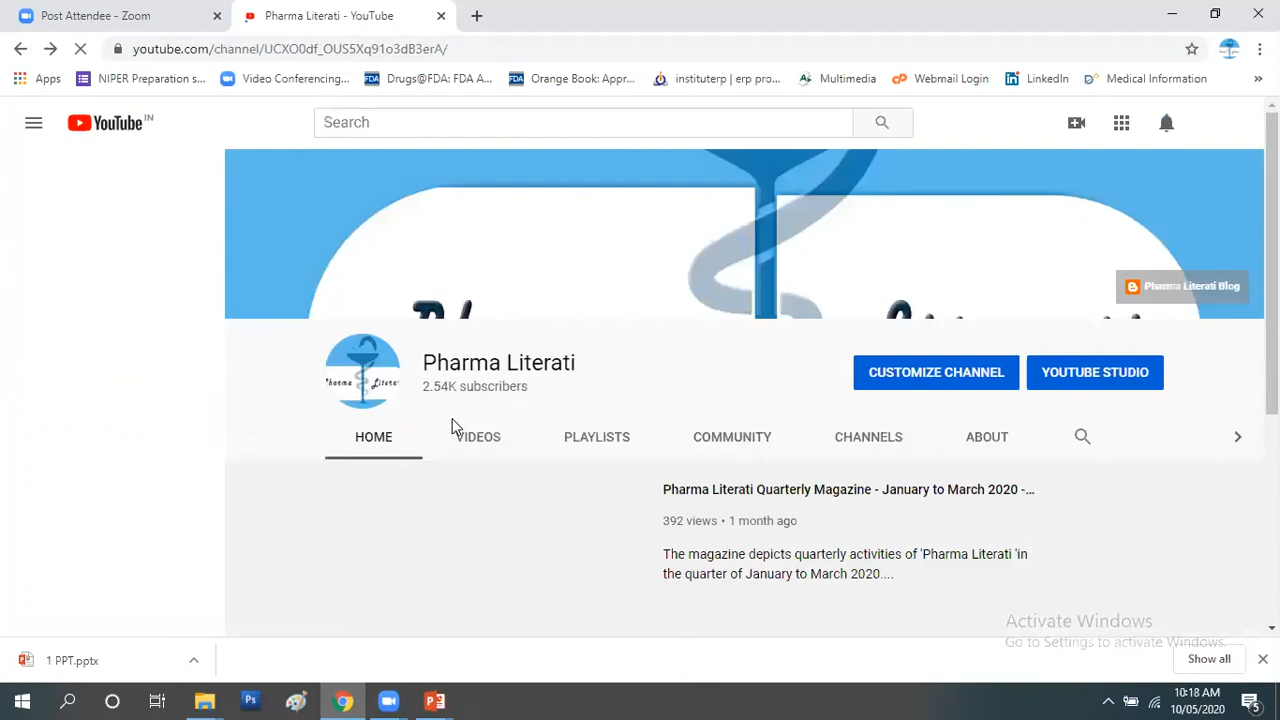 Post Attendee - Zoom
Pharma Literati - YouTube
youtube.com/channel/UCXO0df_OUS5Xq91o3dB3erA/
Apps
NIPER Preparation s...
Video Conferencing...
Drugs@FDA: FDA A...
Orange Book: Appr...
instituterp | erp pro...
Multimedia
Webmail Login
LinkedIn
Medical Information
»
YouTube IN
Search
Pharma Literati Blog
Pharma Literati
Pharma Literati
2.54K subscribers
CUSTOMIZE CHANNEL
YOUTUBE STUDIO
HOME
VIDEOS
PLAYLISTS
COMMUNITY
CHANNELS
ABOUT
Pharma Literati Quarterly Magazine - January to March 2020 -...
392 views • 1 month ago
The magazine depicts quarterly activities of 'Pharma Literati 'in
the quarter of January to March 2020....
Activate Windows
Go to Settings to activate Windows.
1 PPT.pptx
Show all
Ps
10:18 AM
10/05/2020
5